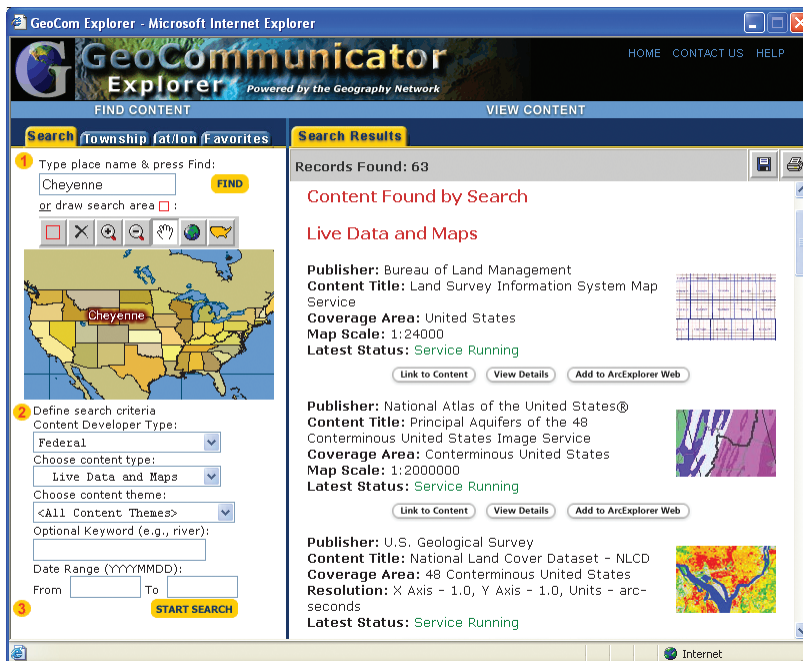 GeoCom Explorer - Microsoft Internet Explorer
GeoCommunicator
Explorer Powered by the Geography Network
HOME CONTACT US HELP
FIND CONTENT
VIEW CONTENT
Search Township lat/lon Favorites
1 Type place name & press Find:
Cheyenne FIND
or draw search area :
Cheyenne
2 Define search criteria
Content Developer Type:
Federal
Choose content type:
Live Data and Maps
Choose content theme:
<All Content Themes>
Optional Keyword (e.g., river):
Date Range (YYYYMMDD):
From To
3 START SEARCH
Search Results
Records Found: 63
Content Found by Search
Live Data and Maps
Publisher: Bureau of Land Management
Content Title: Land Survey Information System Map
Service
Coverage Area: United States
Map Scale: 1:24000
Latest Status: Service Running
Link to Content View Details Add to ArcExplorer Web
Publisher: National Atlas of the United States®
Content Title: Principal Aquifers of the 48
Conterminous United States Image Service
Coverage Area: Conterminous United States
Map Scale: 1:2000000
Latest Status: Service Running
Link to Content View Details Add to ArcExplorer Web
Publisher: U.S. Geological Survey
Content Title: National Land Cover Dataset - NLCD
Coverage Area: 48 Conterminous United States
Resolution: X Axis - 1.0, Y Axis - 1.0, Units - arc-
seconds
Latest Status: Service Running
Internet